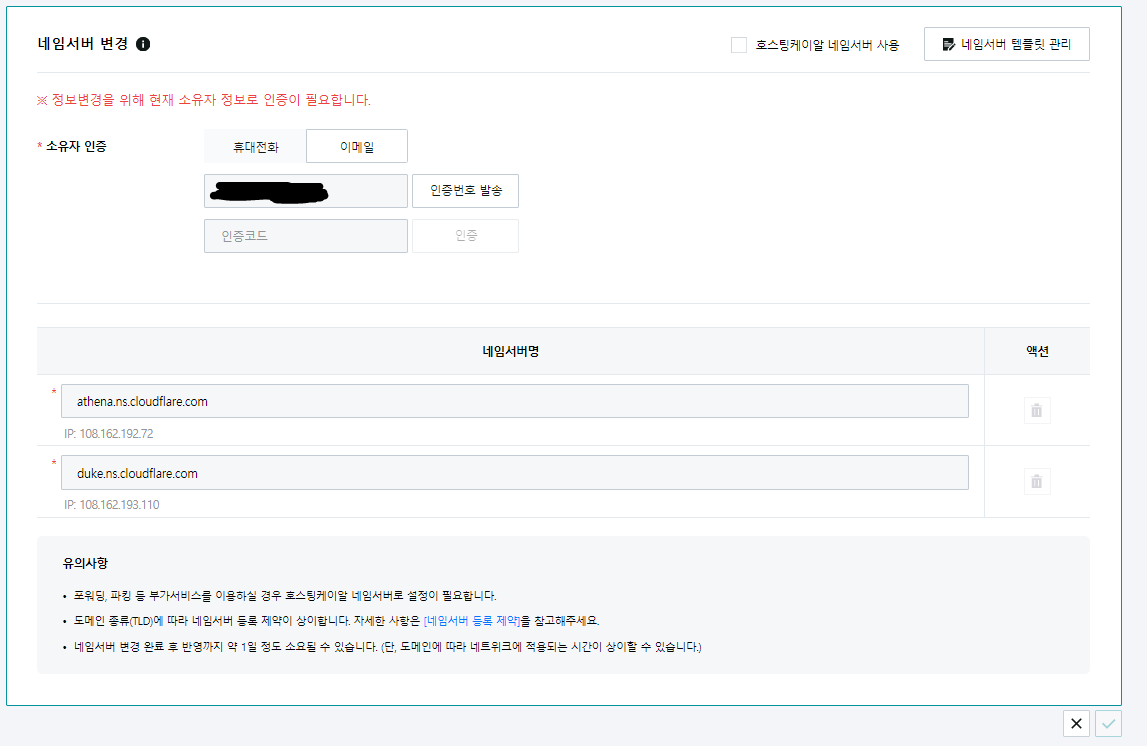 네임서버 변경
호스팅케이알 네임서버 사용
네임서버 템플릿 관리
※ 정보변경을 위해 현재 소유자 정보로 인증이 필요합니다.
* 소유자 인증
휴대전화
이메일
인증번호 발송
인증코드
인증
네임서버명
액션
* athena.ns.cloudflare.com
IP: 108.162.192.72
* duke.ns.cloudflare.com
IP: 108.162.193.110
유의사항
• 포워딩, 파킹 등 부가서비스를 이용하실 경우 호스팅케이알 네임서버로 설정이 필요합니다.
• 도메인 종류(TLD)에 따라 네임서버 등록 제약이 상이합니다. 자세한 사항은 [네임서버 등록 제약]을 참고해주세요.
• 네임서버 변경 완료 후 반영까지 약 1일 정도 소요될 수 있습니다. (단, 도메인에 따라 네트워크에 적용되는 시간이 상이할 수 있습니다.)